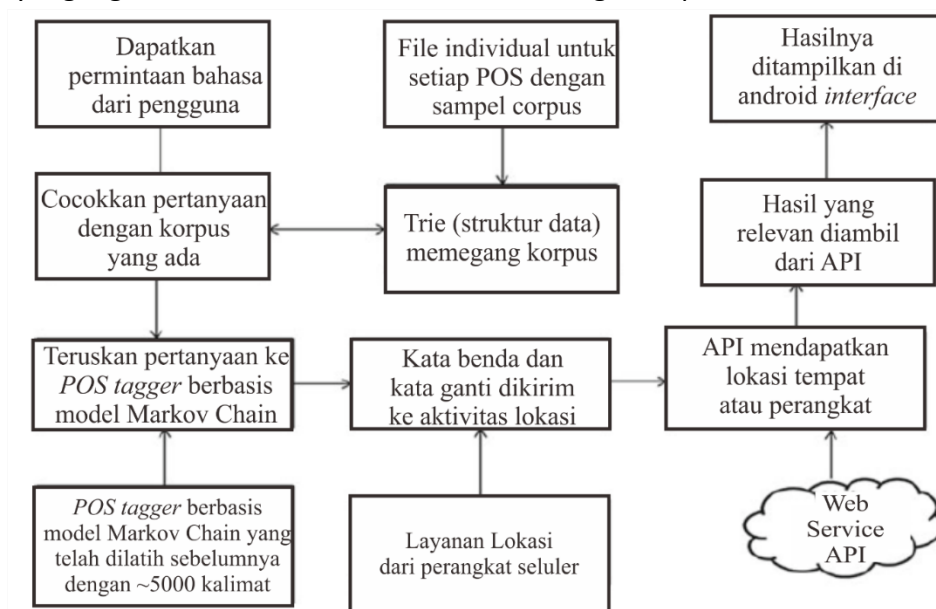 Dapatkan
permintaan bahasa
dari pengguna
File individual untuk
setiap POS dengan
sampel corpus
Hasilnya
ditampilkan di
android interface
Cocokkan pertanyaan
dengan korpus
yang ada
Trie (struktur data)
memegang korpus
Hasil yang
relevan diambil
dari API
Teruskan pertanyaan ke
POS tagger berbasis
model Markov Chain
Kata benda dan
kata ganti dikirim
ke aktivitas lokasi
API mendapatkan
lokasi tempat
atau perangkat
POS tagger berbasis
model Markov Chain yang
telah dilatih sebelumnya
dengan ~5000 kalimat
Layanan Lokasi
dari perangkat seluler
Web
Service
API